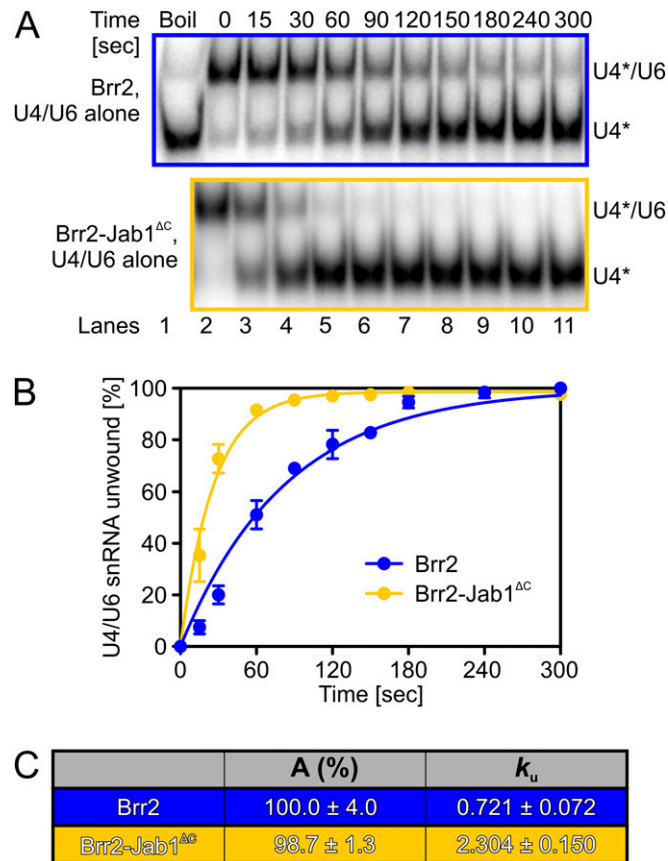 A
Time Boil 0 15 30 60 90 120 150 180 240 300
[sec]
Brr2,
U4/U6 alone
U4*/U6
U4*
Brr2-Jab1ΔC,
U4/U6 alone
U4*/U6
U4*
Lanes 1 2 3 4 5 6 7 8 9 10 11
B
U4/U6 snRNA unwound [%]
100
80
60
40
20
0
Brr2
Brr2-Jab1ΔC
0 60 120 180 240 300
Time [sec]
C
A (%) ku
Brr2 100.0 ± 4.0 0.721 ± 0.072
Brr2-Jab1ΔC 98.7 ± 1.3 2.304 ± 0.150